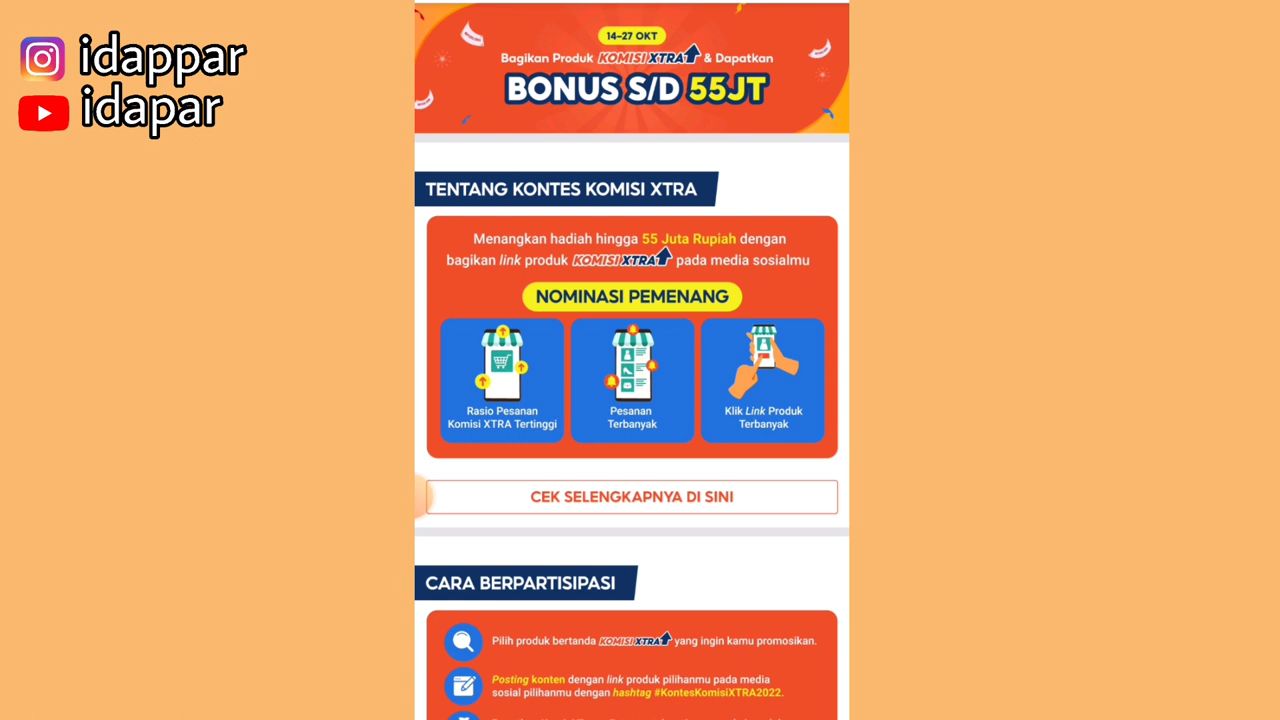 idappar
idapar
14-27 OKT
Bagikan Produk KOMISI XTRA & Dapatkan
BONUS S/D 55JT
TENTANG KONTES KOMISI XTRA
Menangkan hadiah hingga 55 Juta Rupiah dengan
bagikan link produk KOMISI XTRA pada media sosialmu
NOMINASI PEMENANG
Rasio Pesanan
Komisi XTRA Tertinggi
Pesanan
Terbanyak
Klik Link Produk
Terbanyak
CEK SELENGKAPNYA DI SINI
CARA BERPARTISIPASI
Pilih produk bertanda KOMISI XTRA yang ingin kamu promosikan.
Posting konten dengan link produk pilihanmu pada media
sosial pilihanmu dengan hashtag #KontesKomisiXTRA2022.